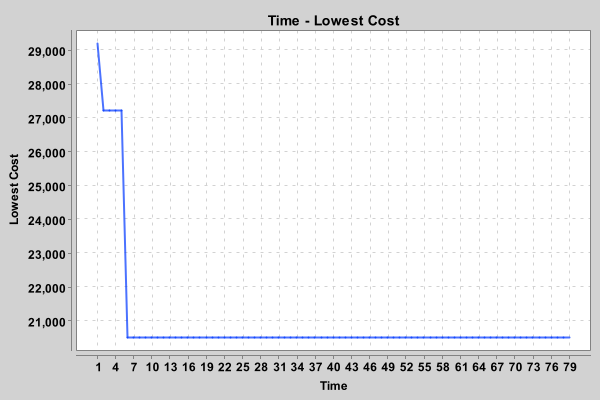 Time - Lowest Cost
29,000
28,000
27,000
26,000
25,000
24,000
23,000
22,000
21,000
Lowest Cost
1 4 7 10 13 16 19 22 25 28 31 34 37 40 43 46 49 52 55 58 61 64 67 70 73 76 79
Time